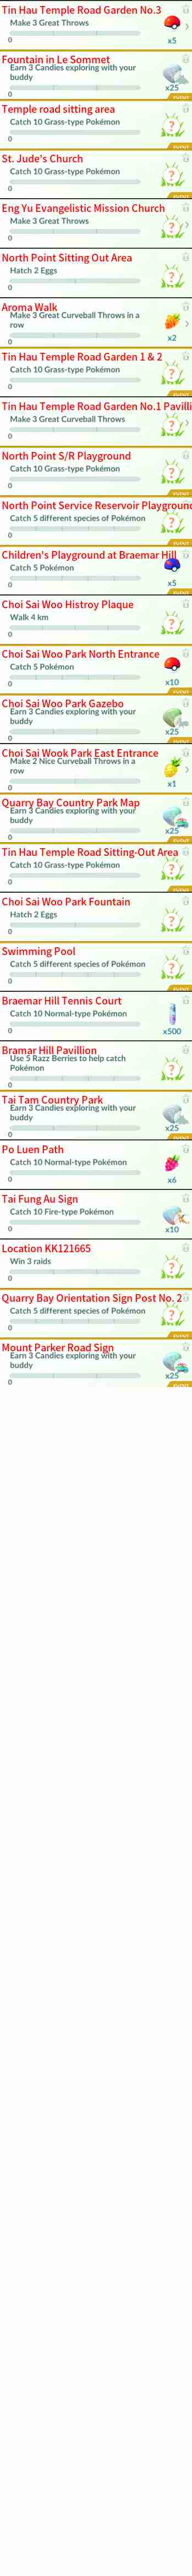 Tin Hau Temple Road Garden No.3
Make 3 Great Throws
0
x5
Fountain in Le Sommet
Earn 3 Candies exploring with your
buddy
0
x25
EVENT
Temple road sitting area
Catch 10 Grass-type Pokémon
?
0
EVENT
St. Jude's Church
Catch 10 Grass-type Pokémon
?
0
EVENT
Eng Yu Evangelistic Mission Church
Make 3 Great Throws
?
0
North Point Sitting Out Area
Hatch 2 Eggs
?
0
Aroma Walk
Make 3 Great Curveball Throws in a
row
0
x2
Tin Hau Temple Road Garden 1 & 2
Catch 10 Grass-type Pokémon
?
0
EVENT
Tin Hau Temple Road Garden No.1 Pavilli
Make 3 Great Curveball Throws
?
0
North Point S/R Playground
Catch 10 Grass-type Pokémon
?
0
EVENT
North Point Service Reservoir Playground
Catch 5 different species of Pokémon
?
0
EVENT
Children's Playground at Braemar Hill
Catch 5 Pokémon
0
x5
EVENT
Choi Sai Woo Histroy Plaque
Walk 4 km
?
0
Choi Sai Woo Park North Entrance
Catch 5 Pokémon
0
x10
EVENT
Choi Sai Woo Park Gazebo
Earn 3 Candies exploring with your
buddy
0
x25
EVENT
Choi Sai Wook Park East Entrance
Make 2 Nice Curveball Throws in a
row
0
x1
Quarry Bay Country Park Map
Earn 3 Candies exploring with your
buddy
0
x25
EVENT
Tin Hau Temple Road Sitting-Out Area
Catch 10 Grass-type Pokémon
?
0
EVENT
Choi Sai Woo Park Fountain
Hatch 2 Eggs
?
0
Swimming Pool
Catch 5 different species of Pokémon
?
0
EVENT
Braemar Hill Tennis Court
Catch 10 Normal-type Pokémon
0
x500
Bramar Hill Pavillion
Use 5 Razz Berries to help catch
Pokémon
?
0
Tai Tam Country Park
Earn 3 Candies exploring with your
buddy
0
x25
EVENT
Po Luen Path
Catch 10 Normal-type Pokémon
0
x6
Tai Fung Au Sign
Catch 10 Fire-type Pokémon
0
x10
Location KK121665
Win 3 raids
?
0
Quarry Bay Orientation Sign Post No. 2
Catch 5 different species of Pokémon
?
0
EVENT
Mount Parker Road Sign
Earn 3 Candies exploring with your
buddy
0
x25
EVENT